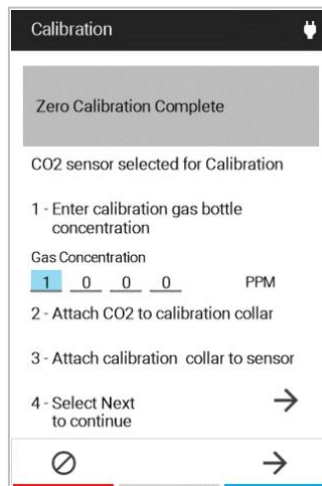 Calibration
Zero Calibration Complete
CO2 sensor selected for Calibration
1 - Enter calibration gas bottle
concentration
Gas Concentration
1 0 0 0 PPM
2 - Attach CO2 to calibration collar
3 - Attach calibration collar to sensor
4 - Select Next
to continue